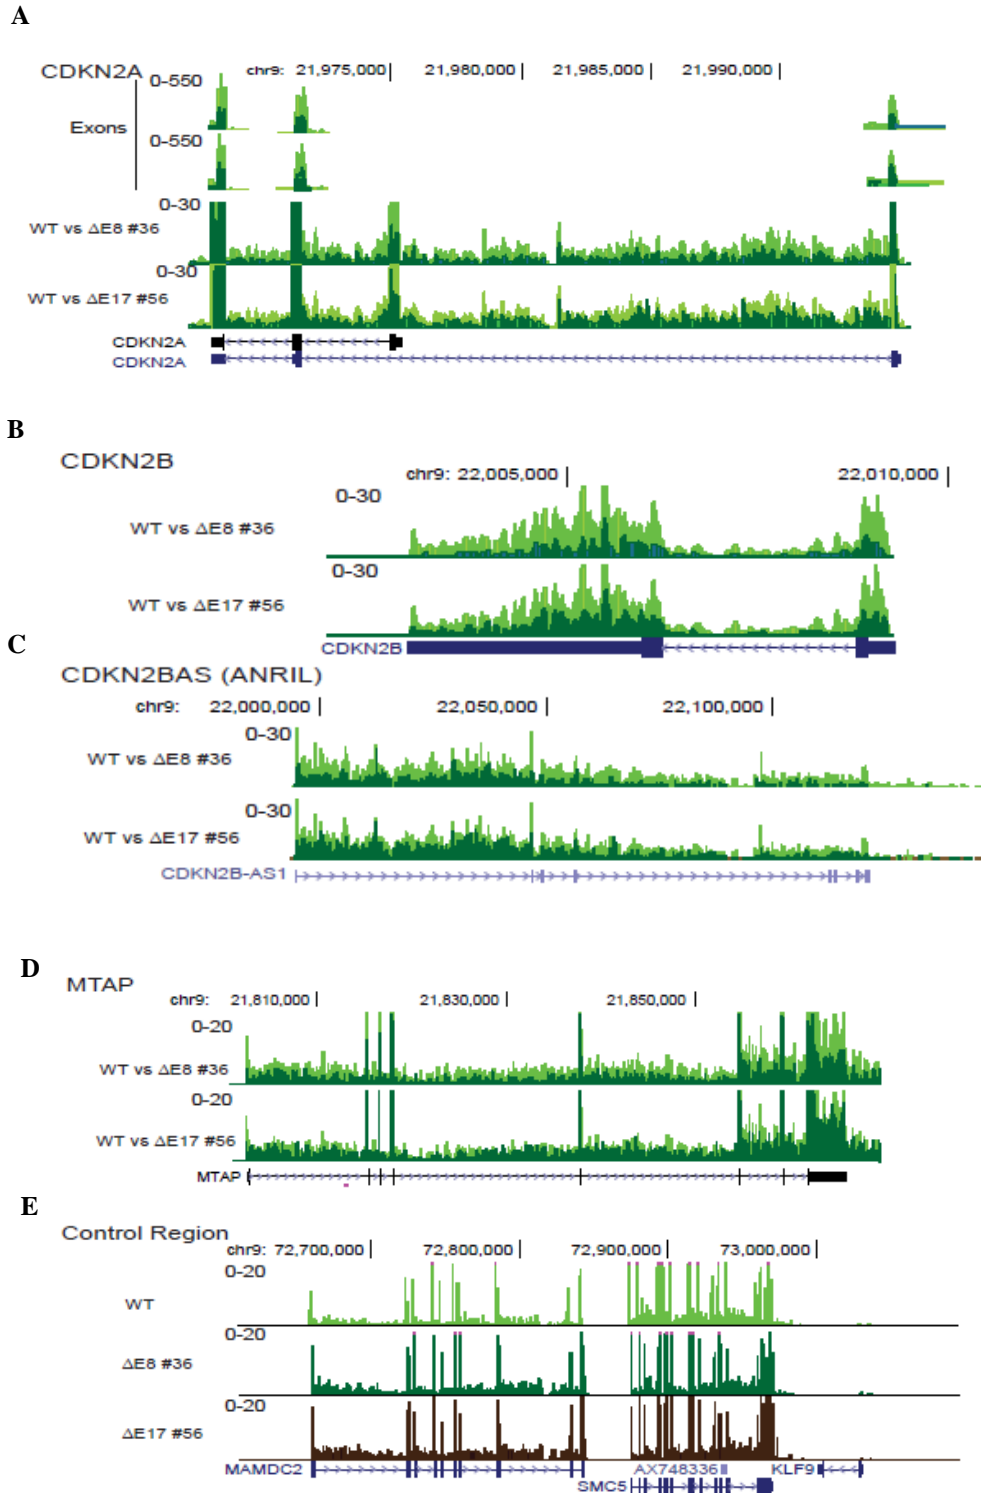 A
CDKN2A
chr9: 21,975,000 21,980,000 21,985,000 21,990,000
0-550
Exons
0-550
0-30
WT vs ΔE8 #36
0-30
WT vs ΔE17 #56
CDKN2A
CDKN2A
B
CDKN2B
chr9: 22,005,000 22,010,000
0-30
WT vs ΔE8 #36
0-30
WT vs ΔE17 #56
CDKN2B
C
CDKN2BAS (ANRIL)
chr9: 22,000,000 22,050,000 22,100,000
0-30
WT vs ΔE8 #36
0-30
WT vs ΔE17 #56
CDKN2B-AS1
D
MTAP
chr9: 21,810,000 21,830,000 21,850,000
0-20
WT vs ΔE8 #36
0-20
WT vs ΔE17 #56
MTAP
E
Control Region
chr9: 72,700,000 72,800,000 72,900,000 73,000,000
0-20
WT
0-20
ΔE8 #36
0-20
ΔE17 #56
MAMDC2 AX748336 KLF9
SMC5